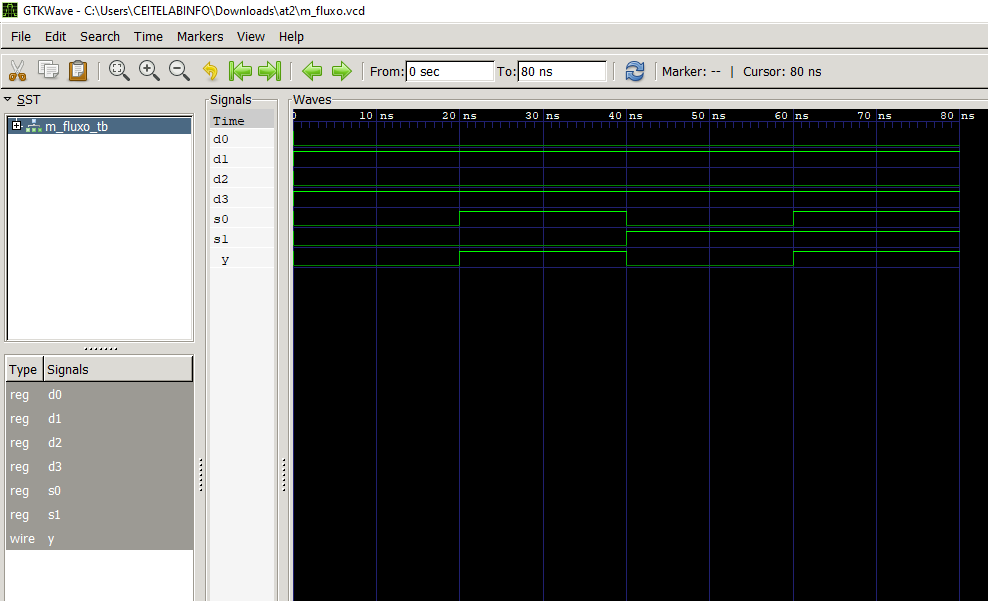 GTKWave - C:\Users\CEITELABINFO\Downloads\at2\m_fluxo.vcd
File Edit Search Time Markers View Help
From: 0 sec To: 80 ns Marker: -- | Cursor: 80 ns
SST
m_fluxo_tb
Signals
Time
d0
d1
d2
d3
s0
s1
y
Waves
0 10 ns 20 ns 30 ns 40 ns 50 ns 60 ns 70 ns 80 ns
Type Signals
reg d0
reg d1
reg d2
reg d3
reg s0
reg s1
wire y